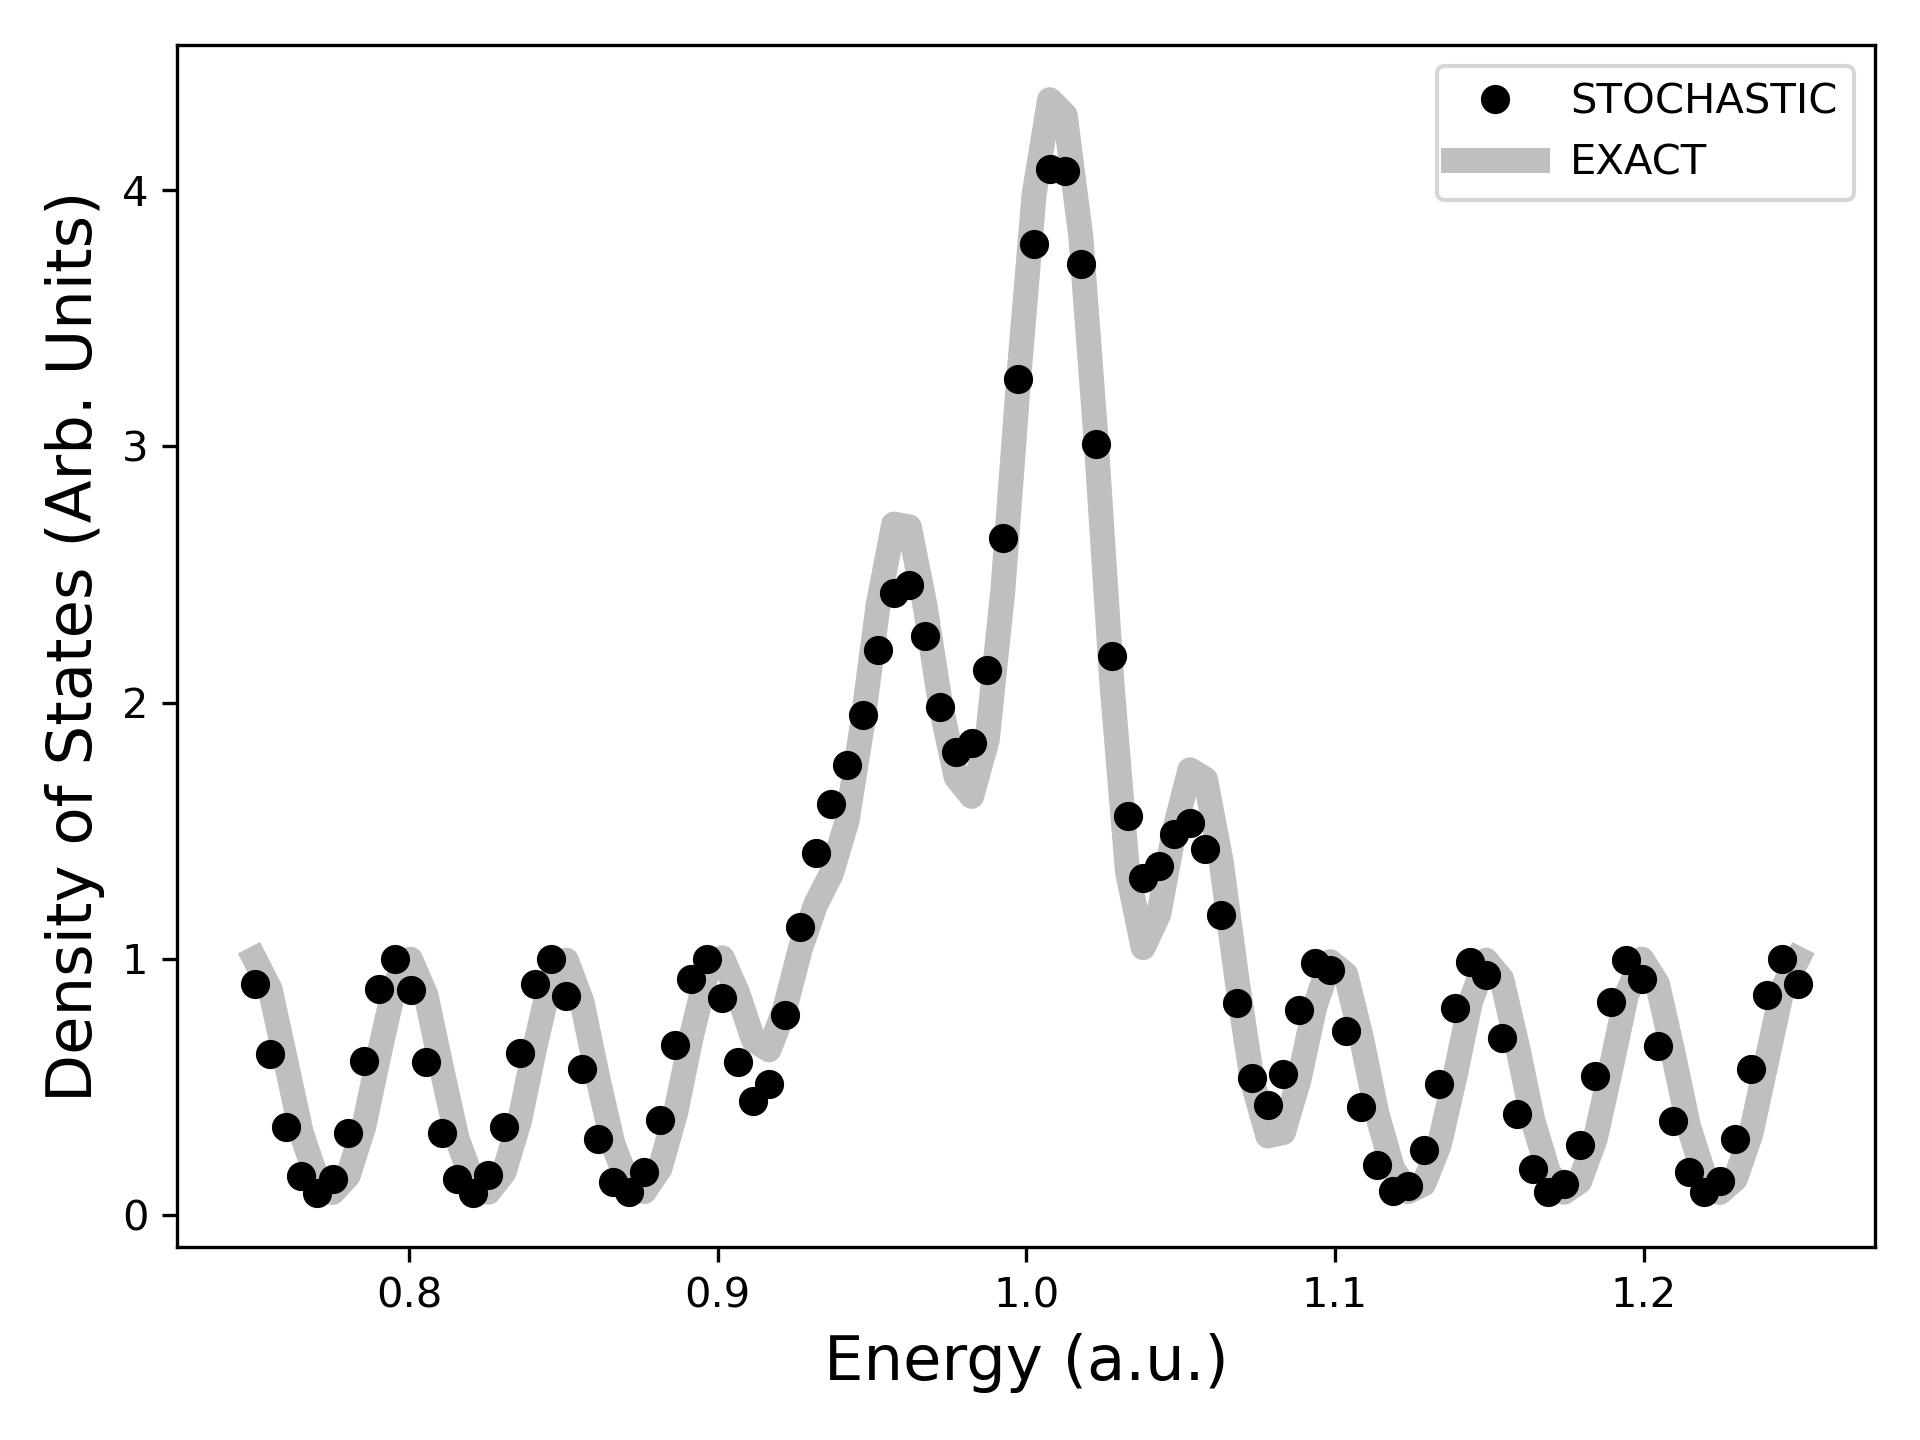 STOCHASTIC
EXACT
Density of States (Arb. Units)
4
3
2
1
0
0.8 0.9 1.0 1.1 1.2
Energy (a.u.)